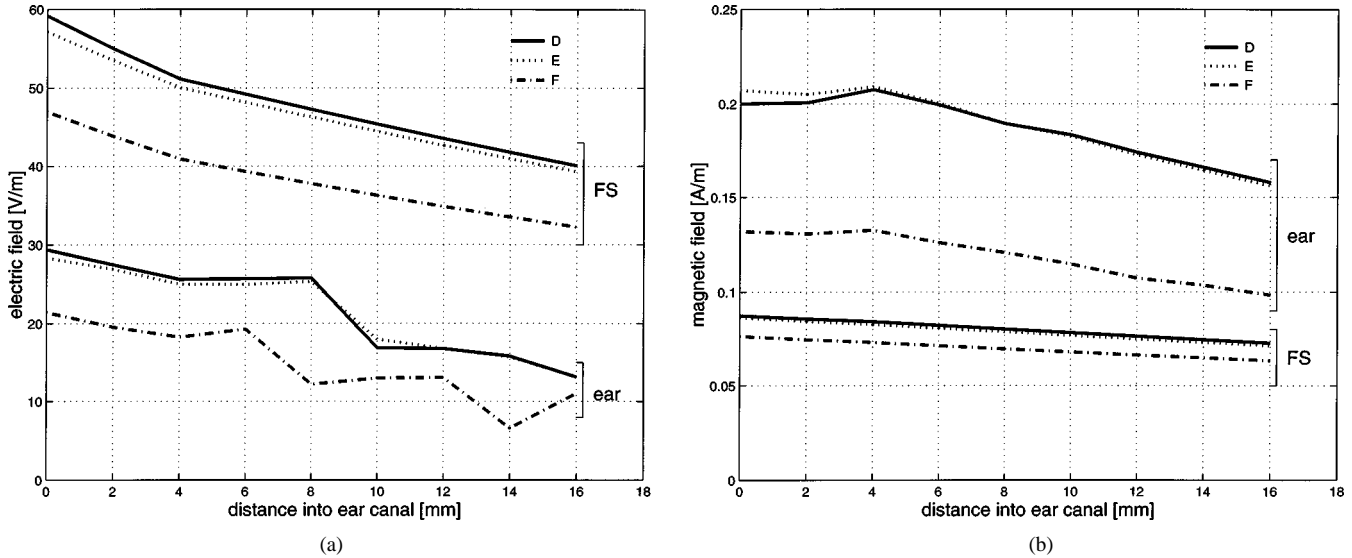 60
50
40
30
20
10
0
electric field [V/m]
D
E
F
FS
ear
0 2 4 6 8 10 12 14 16 18
distance into ear canal [mm]
(a)
0.25
0.2
0.15
0.1
0.05
0
magnetic field [A/m]
D
E
F
ear
FS
0 2 4 6 8 10 12 14 16 18
distance into ear canal [mm]
(b)